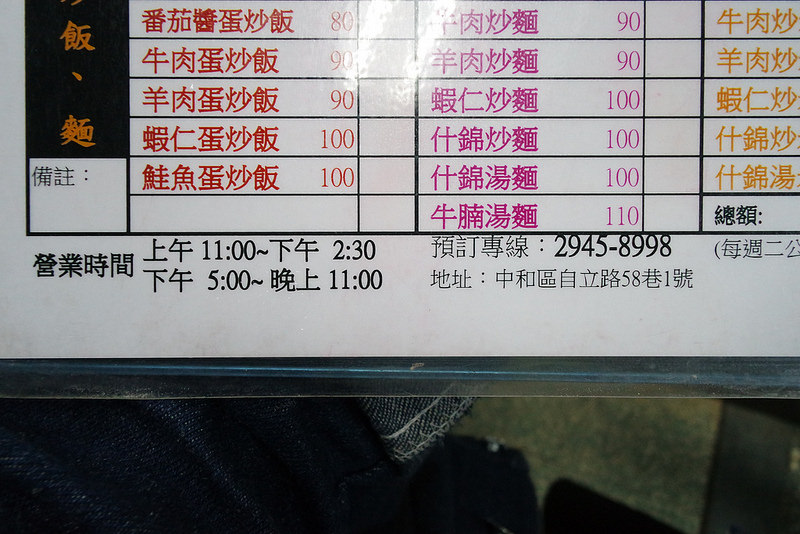 飯、麵
番茄醬蛋炒飯 80
牛肉蛋炒飯 90
羊肉蛋炒飯 90
蝦仁蛋炒飯 100
鮭魚蛋炒飯 100
備註：
牛肉炒麵 90
羊肉炒麵 90
蝦仁炒麵 100
什錦炒麵 100
什錦湯麵 100
牛腩湯麵 110
牛肉炒
羊肉炒
蝦仁炒
什錦炒
什錦湯
總額:
營業時間
上午 11:00~下午 2:30
下午 5:00~ 晚上 11:00
預訂專線：2945-8998
(每週二公
地址：中和區自立路58巷1號